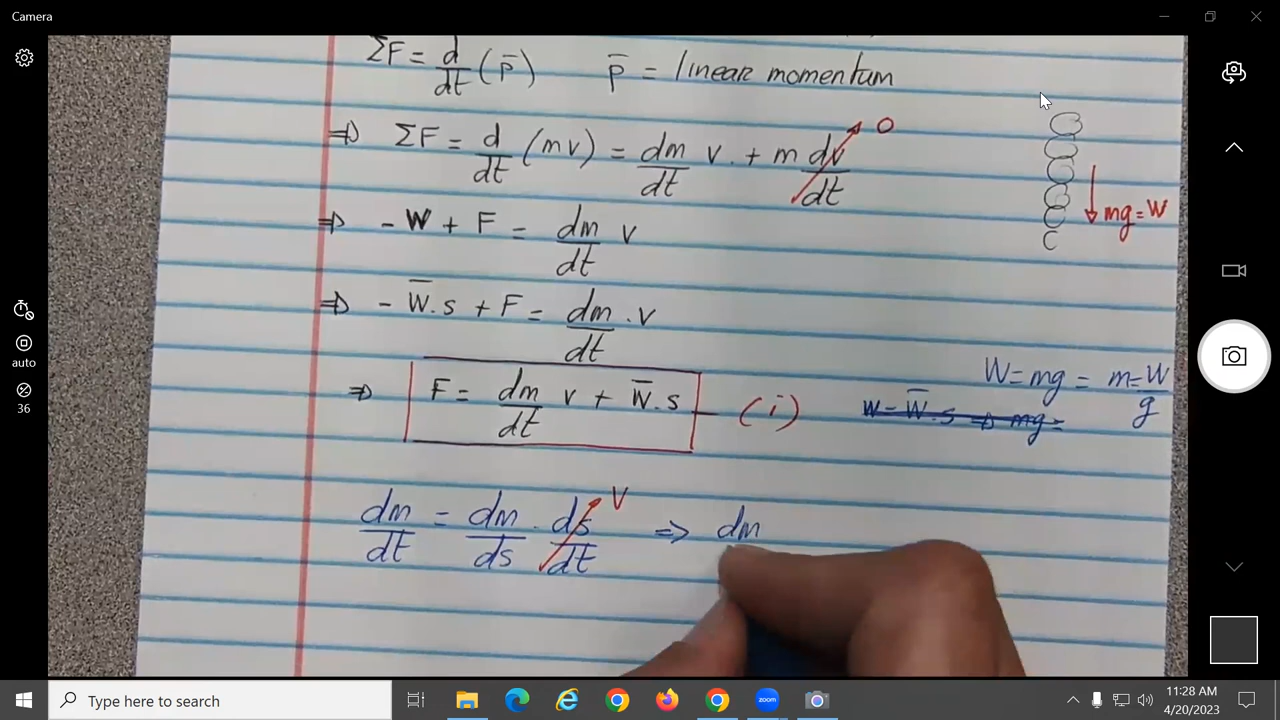 Camera
ΣF = d/dt (p̄)   p̄ = linear momentum
⇒ ΣF = d/dt (mv) = dm/dt v. + m dv/dt 0
mg = W
C
⇒ - W + F = dm/dt v
⇒ - W̄.s + F = dm/dt . v
W = mg = m = W/g
⇒ F = dm/dt v + W̄.s — (i)
w = W̄.s ⇒ mg =
dm/dt = dm/ds . ds/dt V ⇒ dm
auto
36
Type here to search
zoom
11:28 AM
4/20/2023